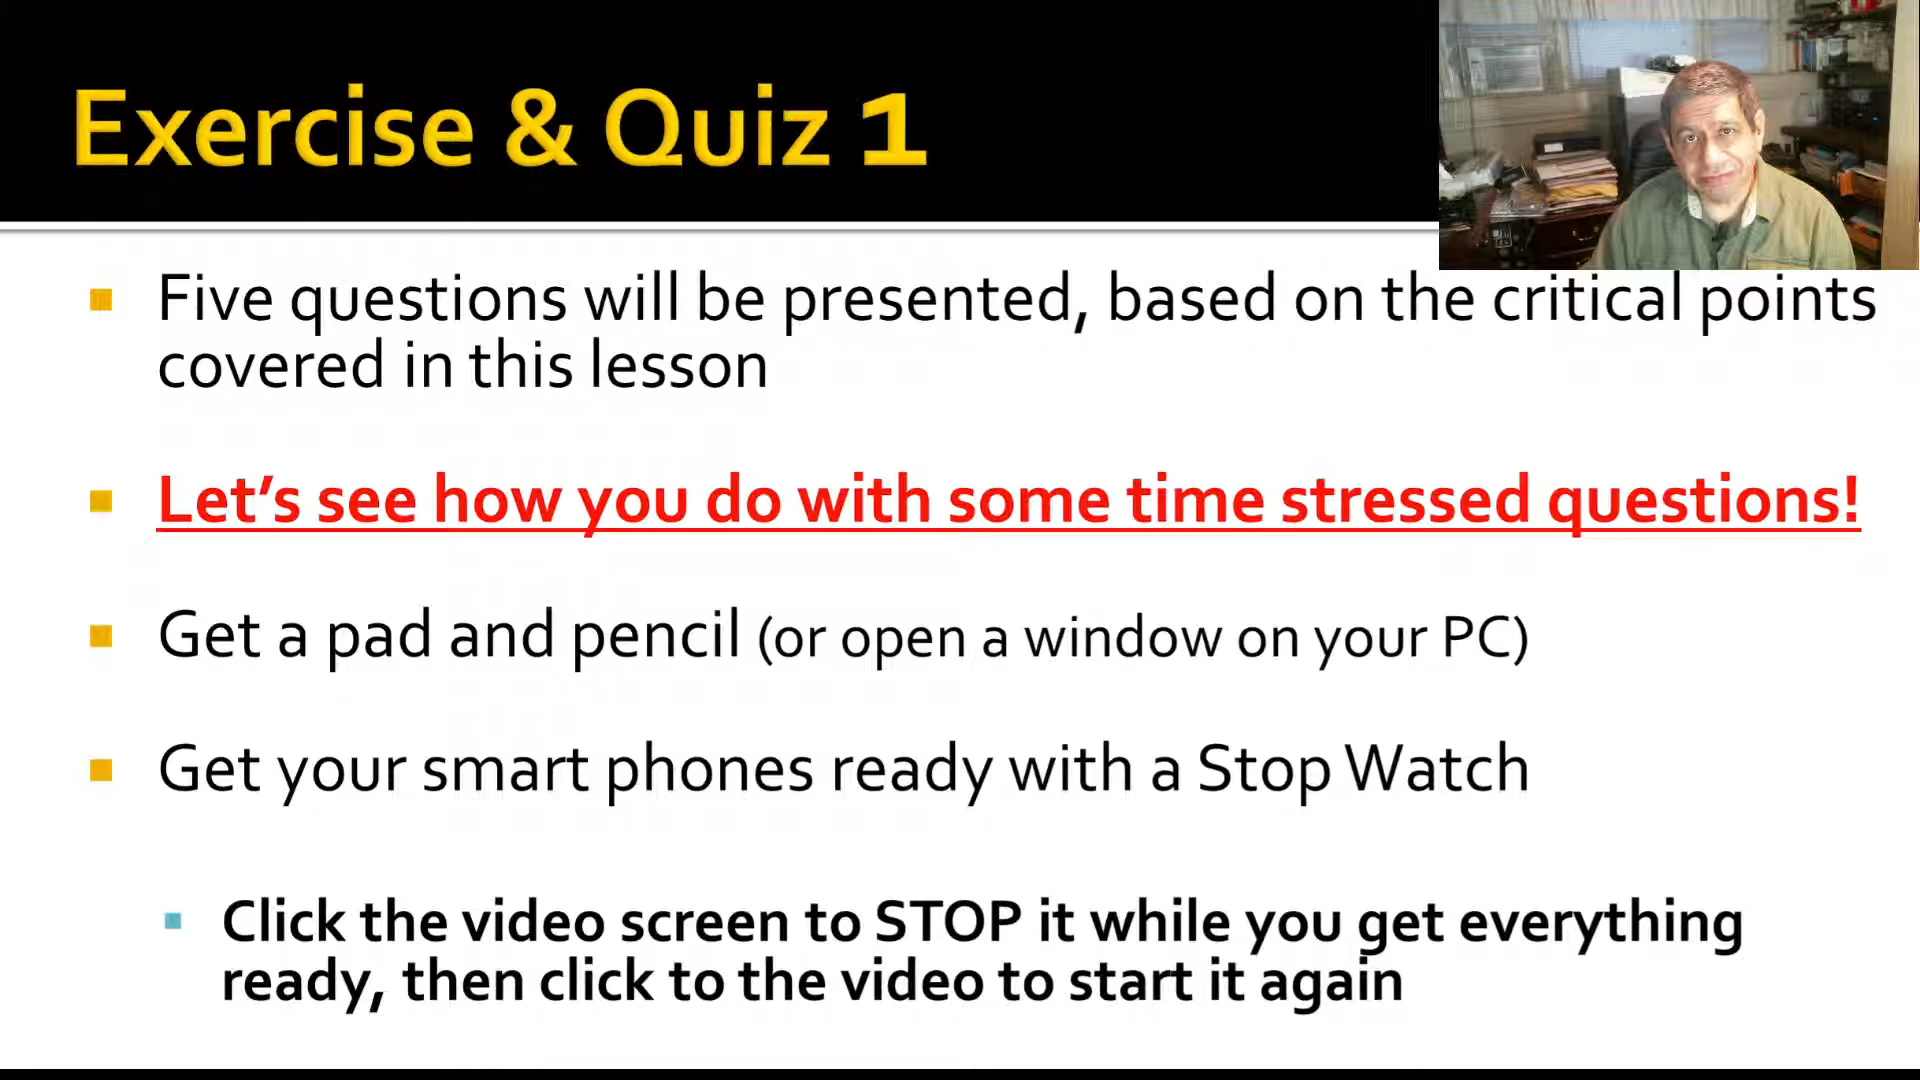 Exercise & Quiz 1
Five questions will be presented, based on the critical points
covered in this lesson
Let's see how you do with some time stressed questions!
Get a pad and pencil (or open a window on your PC)
Get your smart phones ready with a Stop Watch
Click the video screen to STOP it while you get everything
ready, then click to the video to start it again